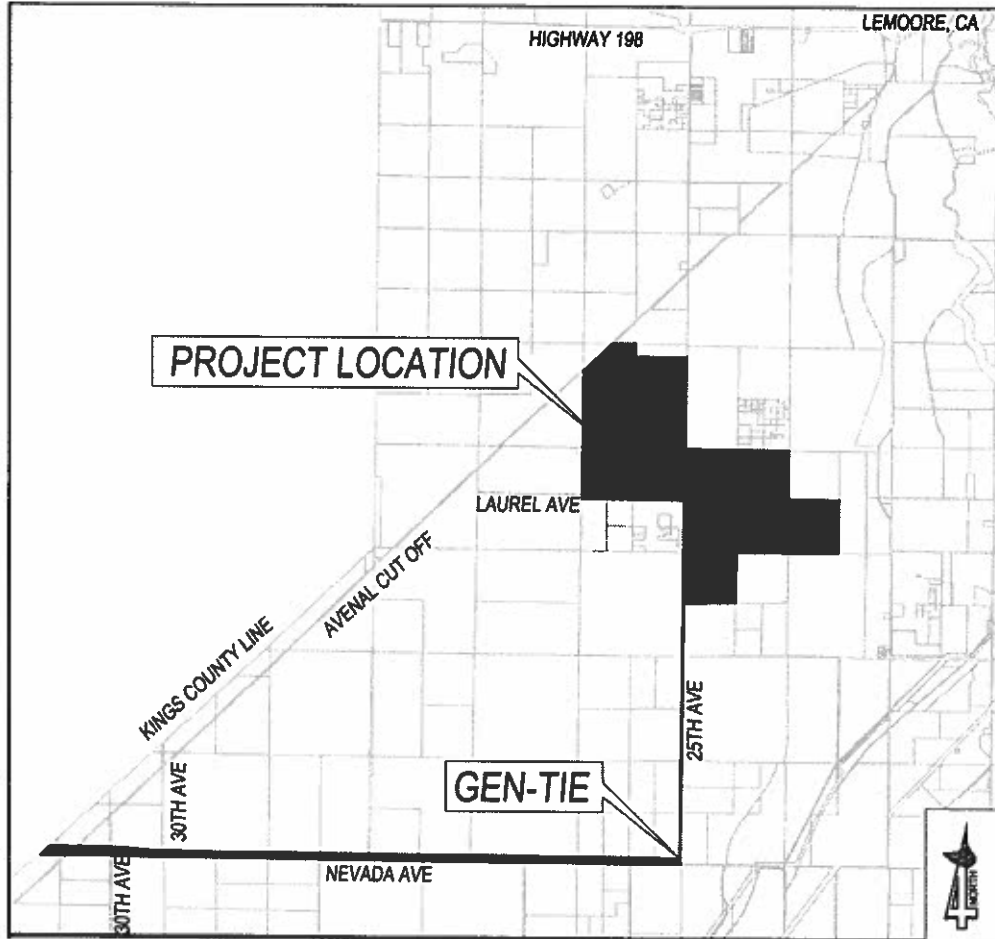 LEMOORE, CA
HIGHWAY 198
PROJECT LOCATION
LAUREL AVE
AVENAL CUT OFF
KINGS COUNTY LINE
25TH AVE
GEN-TIE
30TH AVE
NEVADA AVE
30TH AVE
NORTH